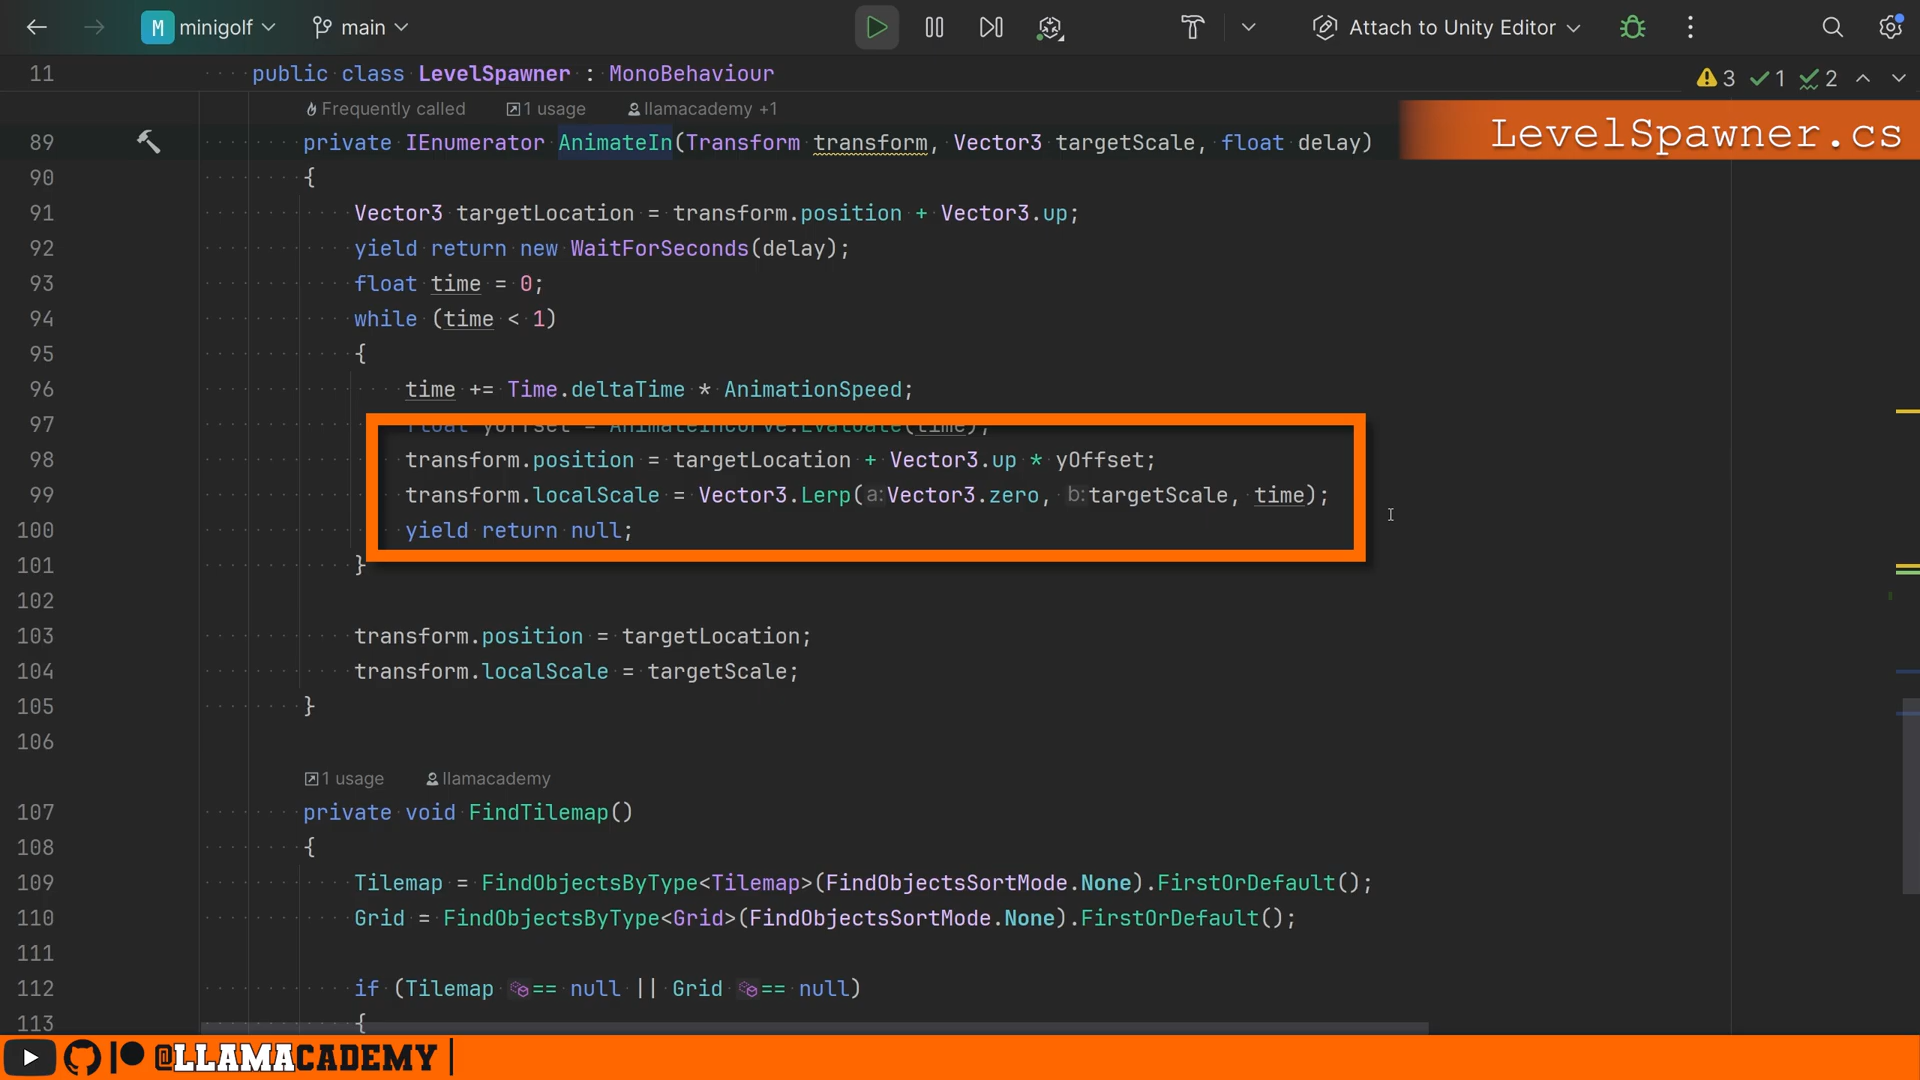 M minigolf main Attach to Unity Editor
11 public class LevelSpawner : MonoBehaviour 3 1 2
Frequently called 1 usage llamacademy +1
LevelSpawner.cs
89 private IEnumerator AnimateIn(Transform transform, Vector3 targetScale, float delay)
90 {
91 Vector3 targetLocation = transform.position + Vector3.up;
92 yield return new WaitForSeconds(delay);
93 float time = 0;
94 while (time < 1)
95 {
96 time += Time.deltaTime * AnimationSpeed;
97 float yOffset = AnimateInCurve.Evaluate(time);
98 transform.position = targetLocation + Vector3.up * yOffset;
99 transform.localScale = Vector3.Lerp(a:Vector3.zero, b:targetScale, time);
100 yield return null;
101 }
102
103 transform.position = targetLocation;
104 transform.localScale = targetScale;
105 }
106
1 usage llamacademy
107 private void FindTilemap()
108 {
109 Tilemap = FindObjectsByType<Tilemap>(FindObjectsSortMode.None).FirstOrDefault();
110 Grid = FindObjectsByType<Grid>(FindObjectsSortMode.None).FirstOrDefault();
111
112 if (Tilemap == null || Grid == null)
113 {
@LLAMACADEMY